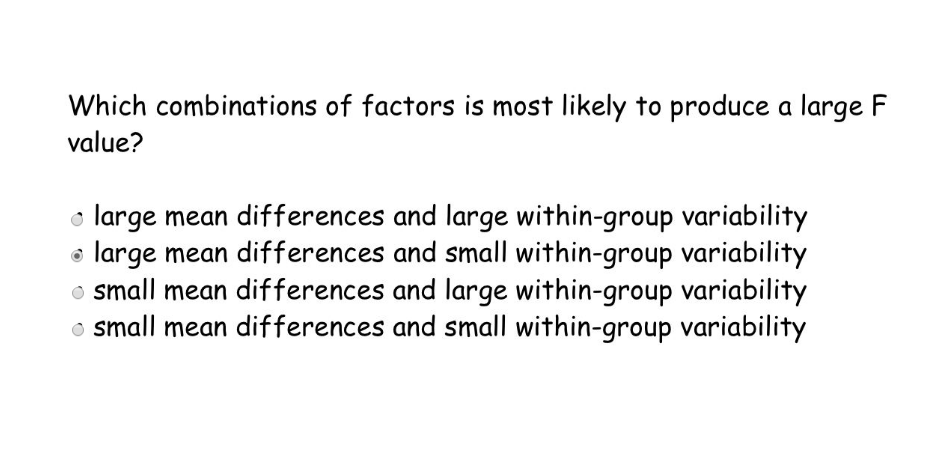 Which combinations of factors is most likely to produce a large F
value?
large mean differences and large within-group variability
large mean differences and small within-group variability
small mean differences and large within-group variability
small mean differences and small within-group variability